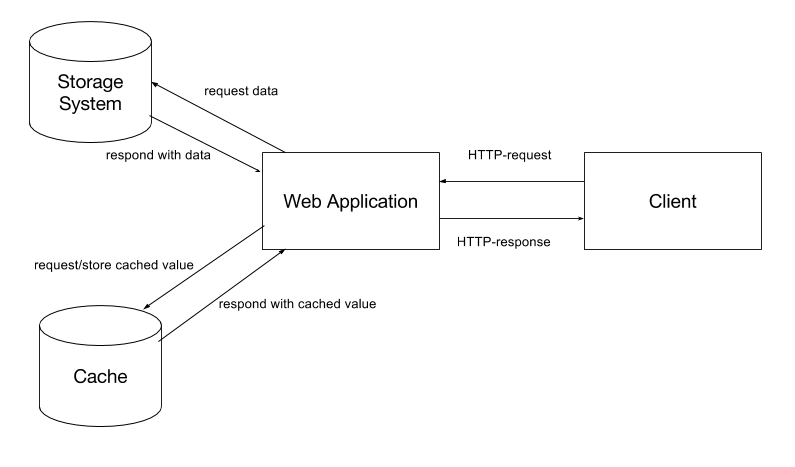 Storage
System
request data
respond with data
HTTP-request
Web Application
Client
HTTP-response
request/store cached value
respond with cached value
Cache